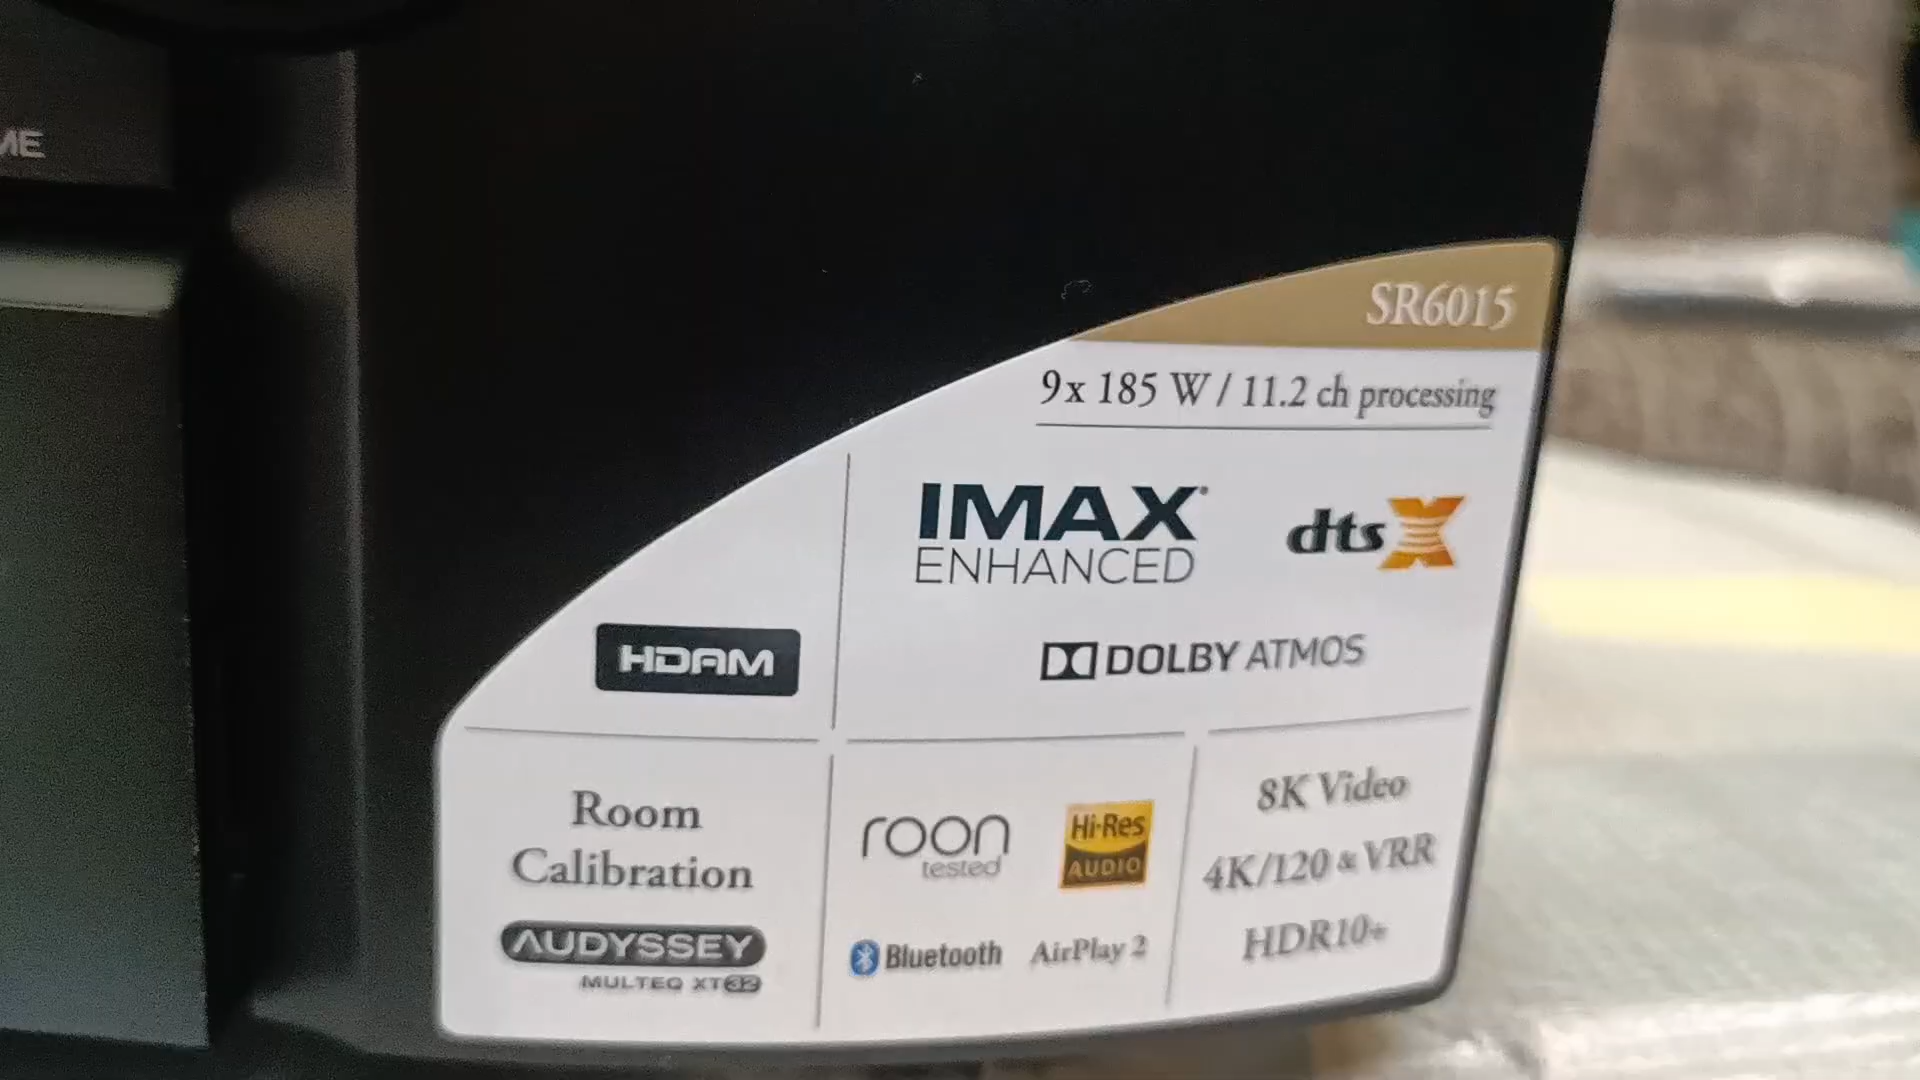 ME
SR6015
9x 185 W / 11.2 ch processing
IMAX®
ENHANCED
dts X
HDAM
DOLBY ATMOS
Room
Calibration
AUDYSSEY
MULTEQ XT32
roon
tested
Hi-Res
AUDIO
Bluetooth
AirPlay 2
8K Video
4K/120 & VRR
HDR10+